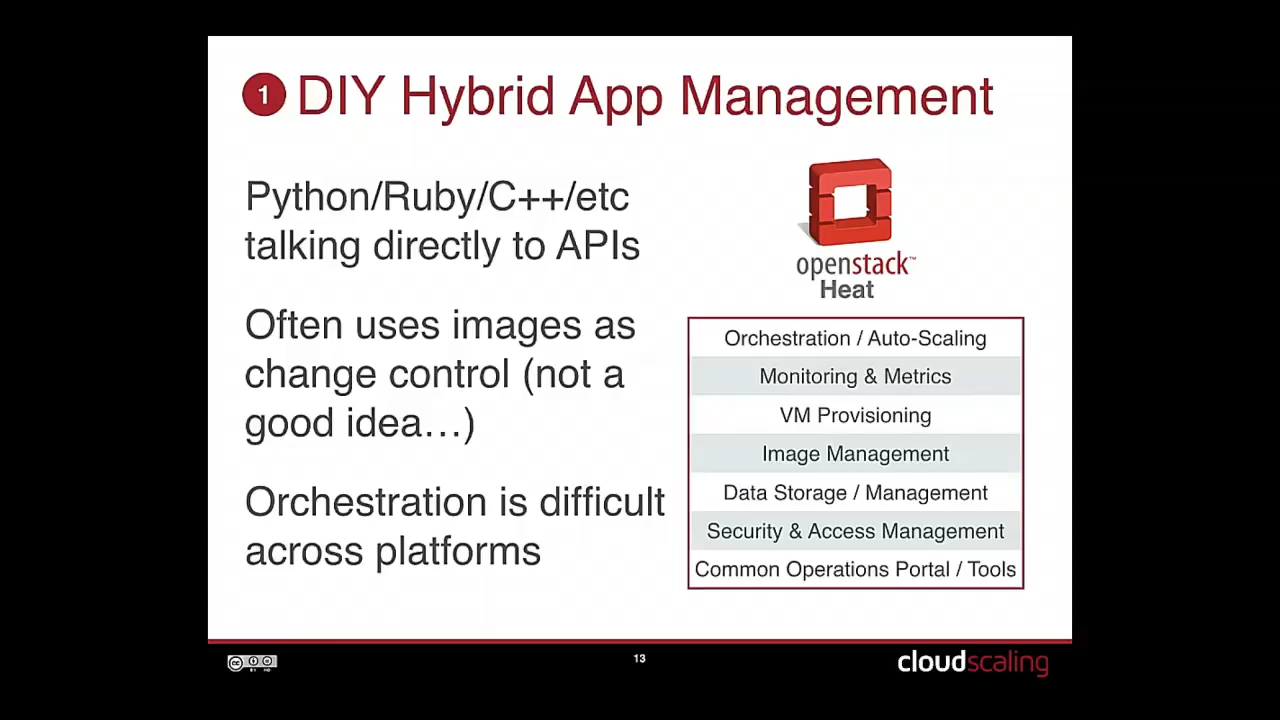 1 DIY Hybrid App Management
Python/Ruby/C++/etc
talking directly to APIs
Often uses images as
change control (not a
good idea…)
Orchestration is difficult
across platforms
openstack™
Heat
Orchestration / Auto-Scaling
Monitoring & Metrics
VM Provisioning
Image Management
Data Storage / Management
Security & Access Management
Common Operations Portal / Tools
cc
13
cloudscaling